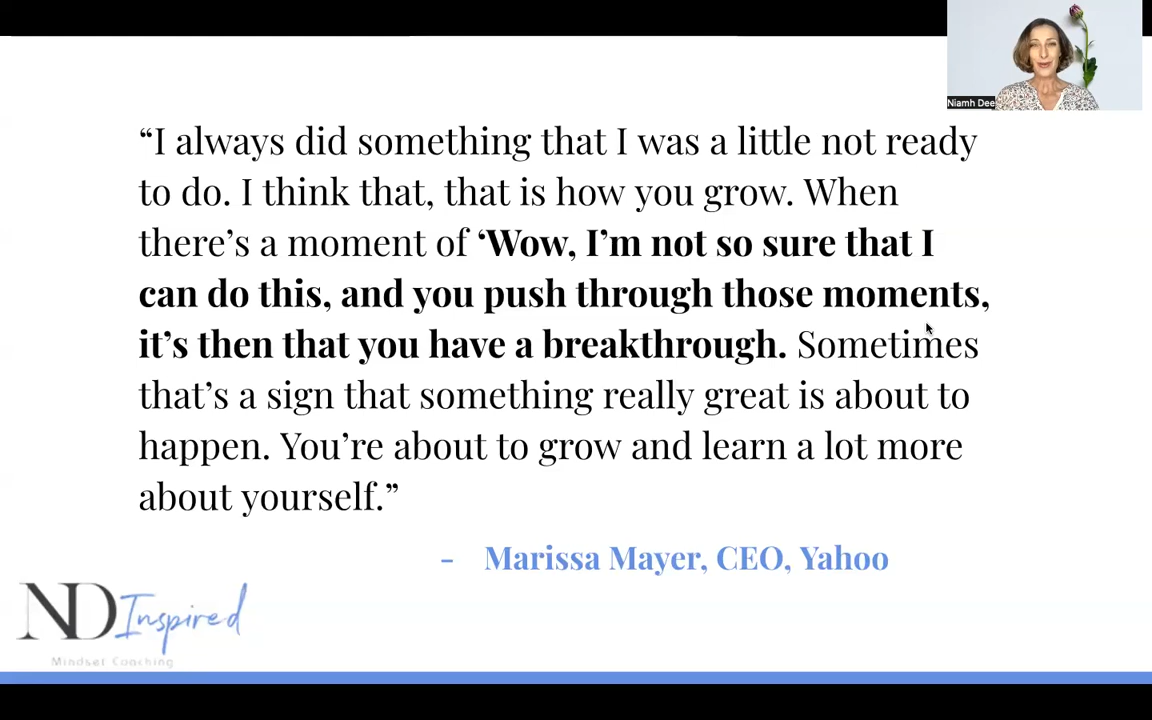 Niamh Dee
“I always did something that I was a little not ready
to do. I think that, that is how you grow. When
there’s a moment of ‘Wow, I’m not so sure that I
can do this, and you push through those moments,
it’s then that you have a breakthrough. Sometimes
that’s a sign that something really great is about to
happen. You’re about to grow and learn a lot more
about yourself.”
- Marissa Mayer, CEO, Yahoo
ND Inspired
Mindset Coaching